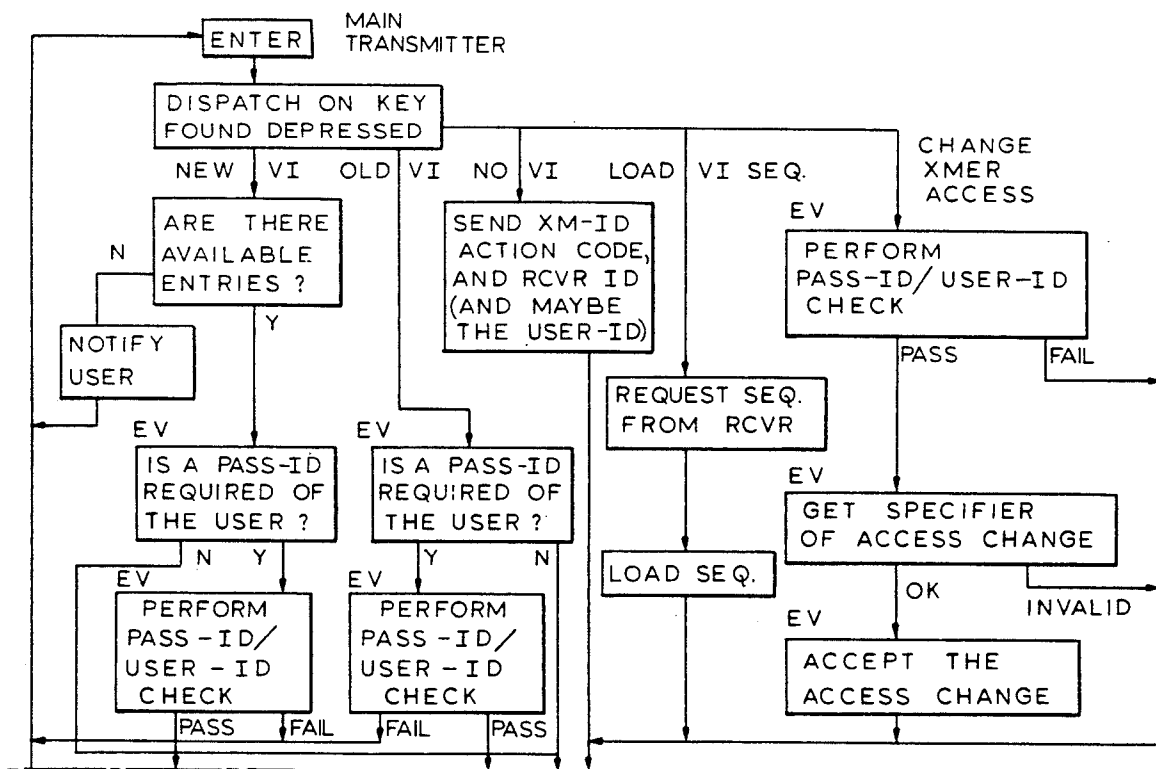 MAIN
TRANSMITTER
ENTER
DISPATCH ON KEY
FOUND DEPRESSED
NEW VI
OLD VI
NO VI
LOAD VI SEQ.
CHANGE
XMER
ACCESS
ARE THERE
AVAILABLE
ENTRIES ?
N
Y
NOTIFY
USER
SEND XM-ID
ACTION CODE,
AND RCVR ID
(AND MAYBE
THE USER-ID)
EV
PERFORM
PASS-ID/USER-ID
CHECK
PASS
FAIL
REQUEST SEQ.
FROM RCVR
LOAD SEQ.
EV
IS A PASS-ID
REQUIRED OF
THE USER ?
N
Y
EV
IS A PASS-ID
REQUIRED OF
THE USER ?
Y
N
EV
GET SPECIFIER
OF ACCESS CHANGE
OK
INVALID
EV
PERFORM
PASS-ID/
USER-ID
CHECK
PASS
FAIL
EV
PERFORM
PASS-ID/
USER-ID
CHECK
FAIL
PASS
EV
ACCEPT THE
ACCESS CHANGE